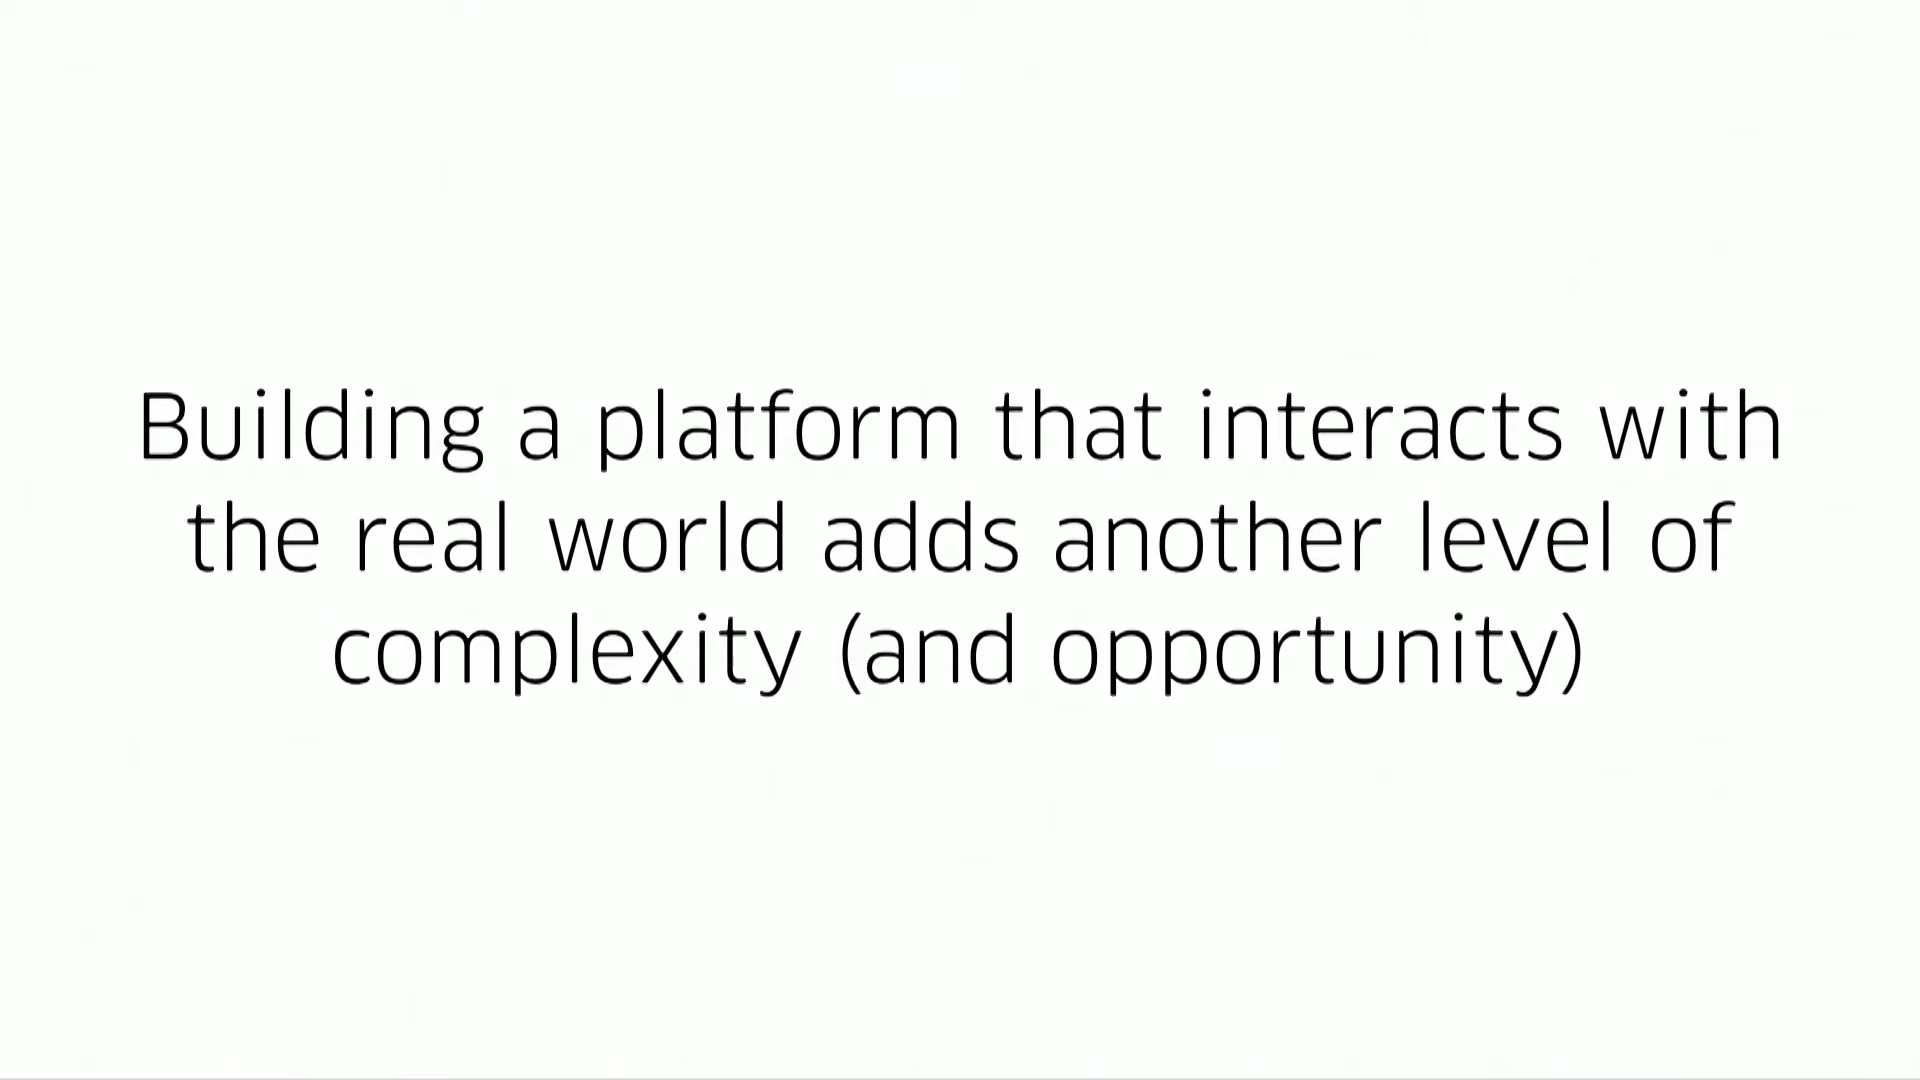 Building a platform that interacts with
the real world adds another level of
complexity (and opportunity)